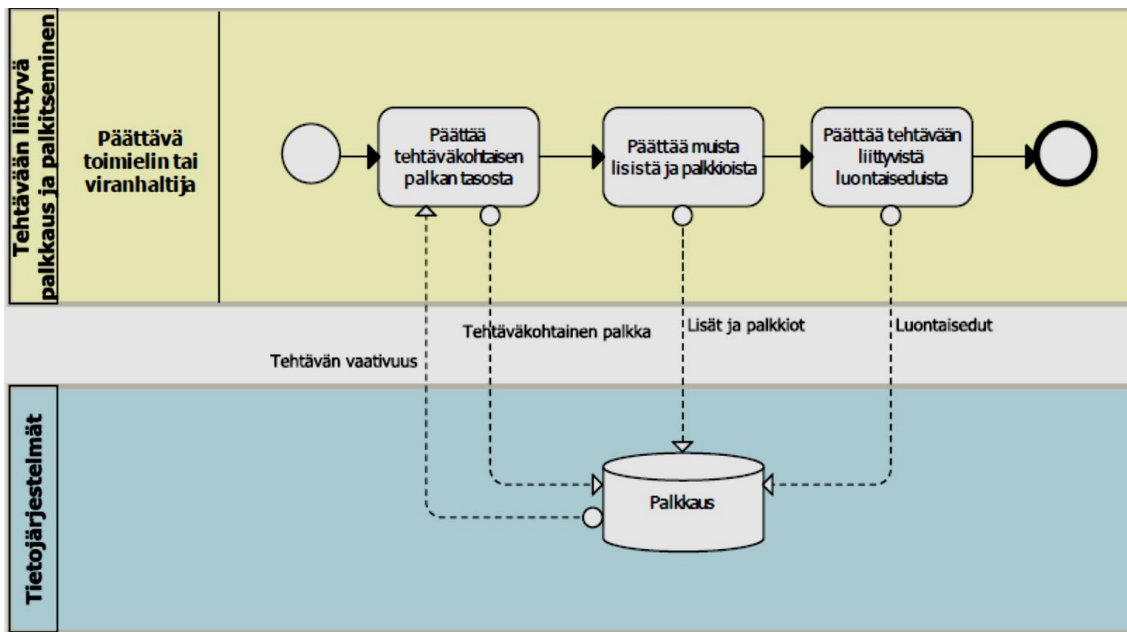 Tehtävään liittyvä
palkkaus ja palkitseminen
Päättävä
toimielin tai
viranhaltija
Päättää
tehtäväkohtaisen
palkan tasosta
Päättää muista
lisistä ja palkkioista
Päättää tehtävään
liittyvistä
luontaiseduista
Tehtäväkohtainen palkka
Lisät ja palkkiot
Luontaisedut
Tehtävän vaativuus
Tietojärjestelmät
Palkkaus